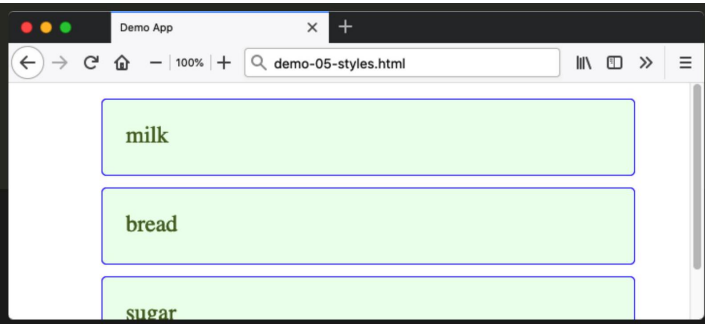 Demo App
100%
demo-05-styles.html
milk
bread
sugar